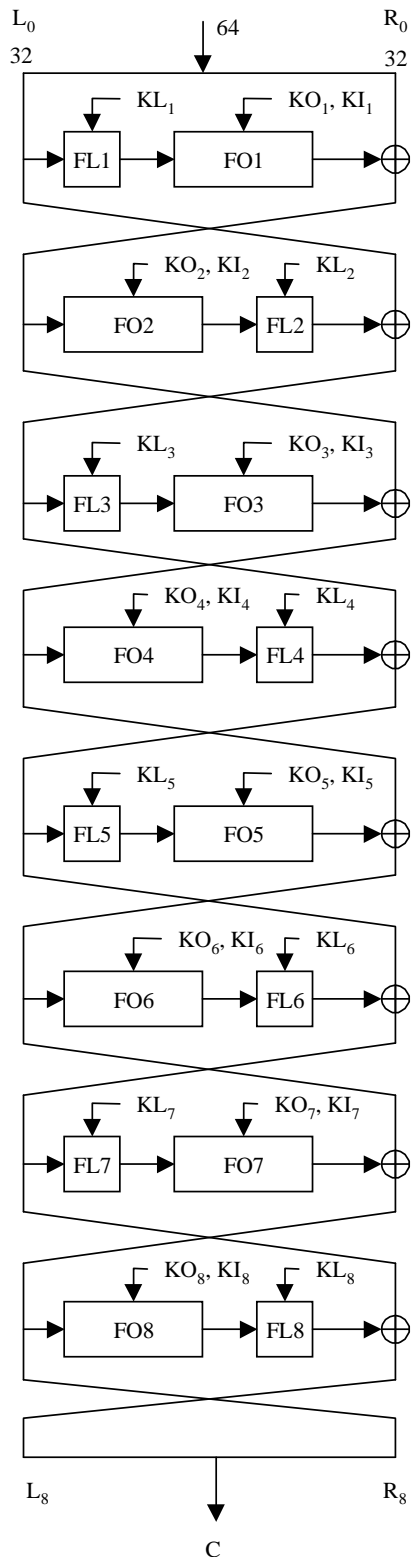 L₀ 64 R₀
32 32
KL₁ KO₁, KI₁
FL1 FO1
KO₂, KI₂ KL₂
FO2 FL2
KL₃ KO₃, KI₃
FL3 FO3
KO₄, KI₄ KL₄
FO4 FL4
KL₅ KO₅, KI₅
FL5 FO5
KO₆, KI₆ KL₆
FO6 FL6
KL₇ KO₇, KI₇
FL7 FO7
KO₈, KI₈ KL₈
FO8 FL8
L₈ R₈
C